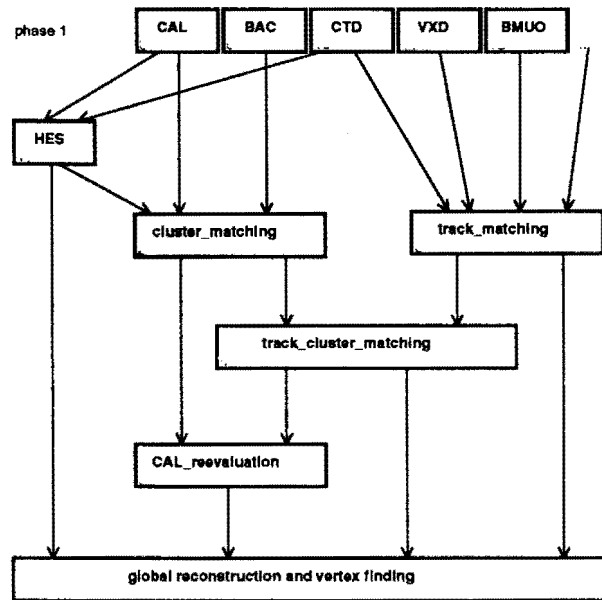 phase 1
CAL
BAC
CTD
VXD
BMUO
HES
cluster_matching
track_matching
track_cluster_matching
CAL_reevaluation
global reconstruction and vertex finding